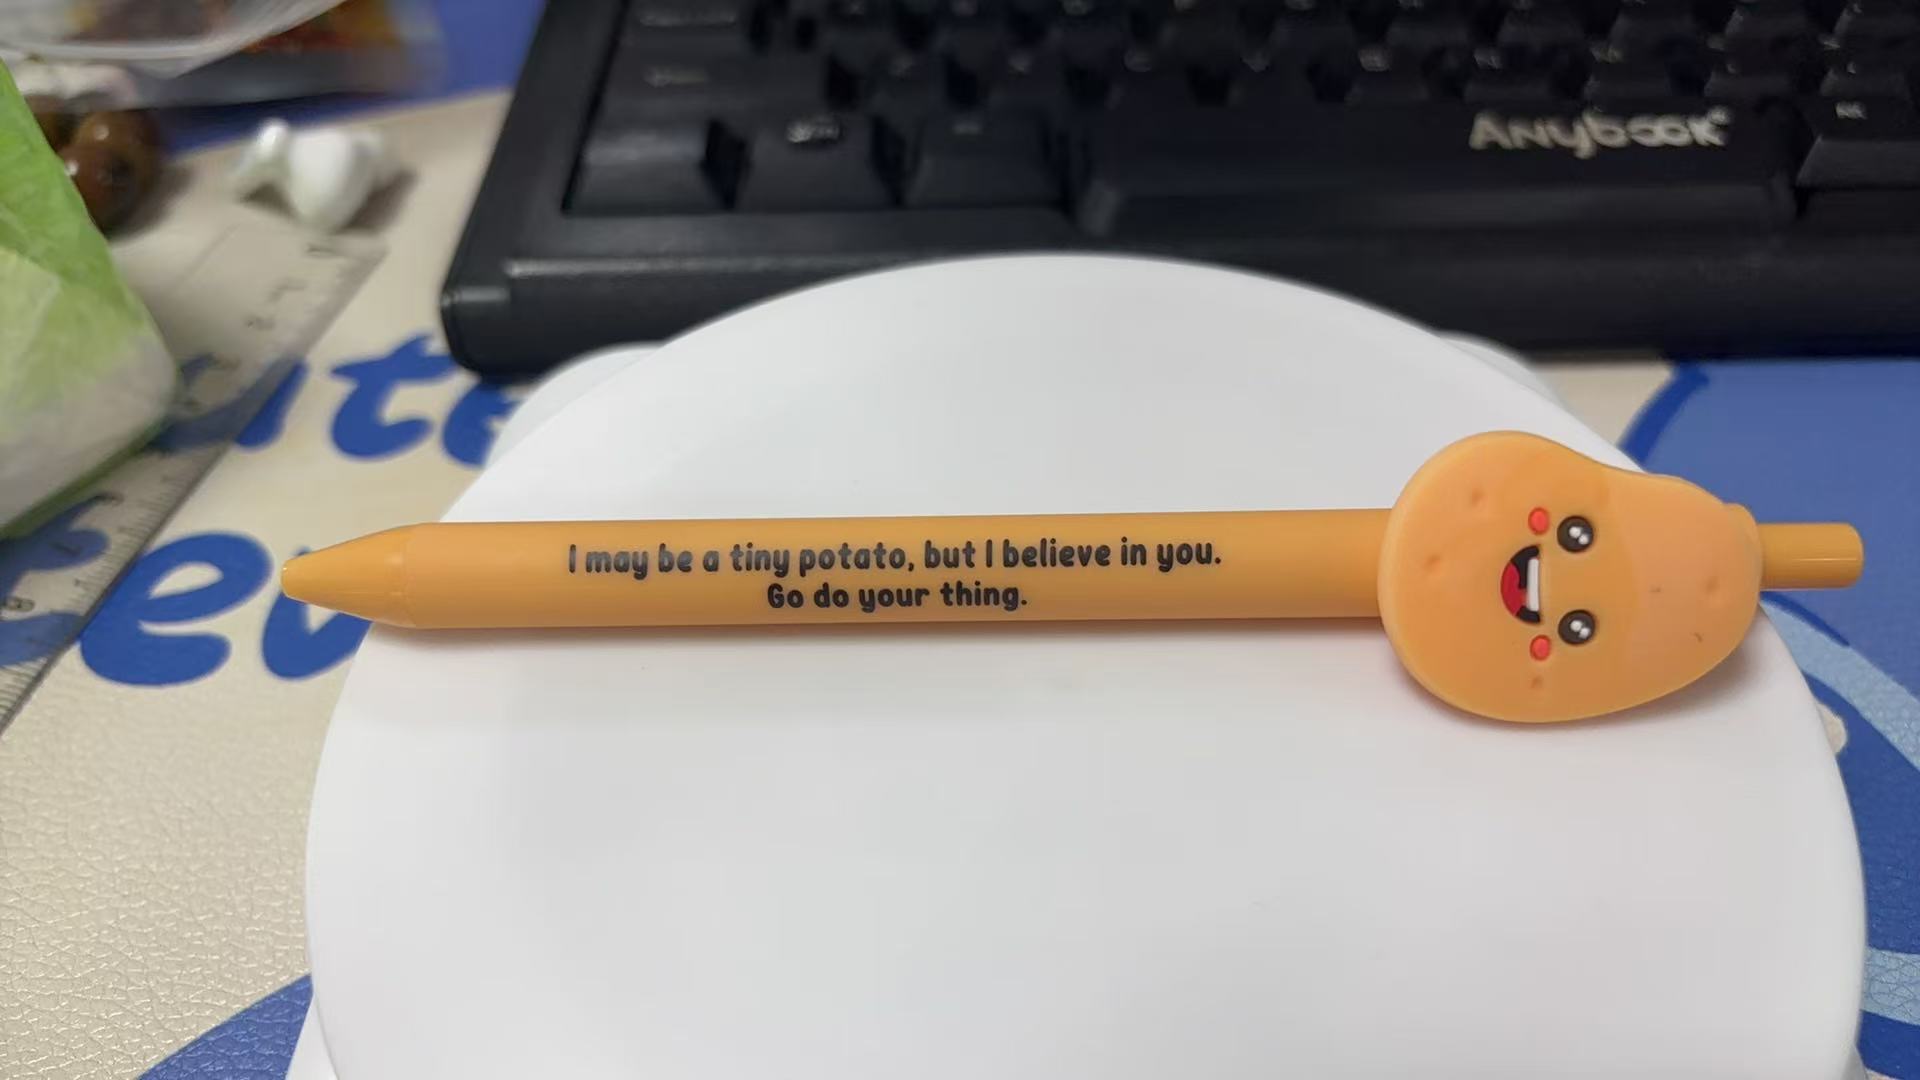 Anybook
I may be a tiny potato, but I believe in you.
Go do your thing.